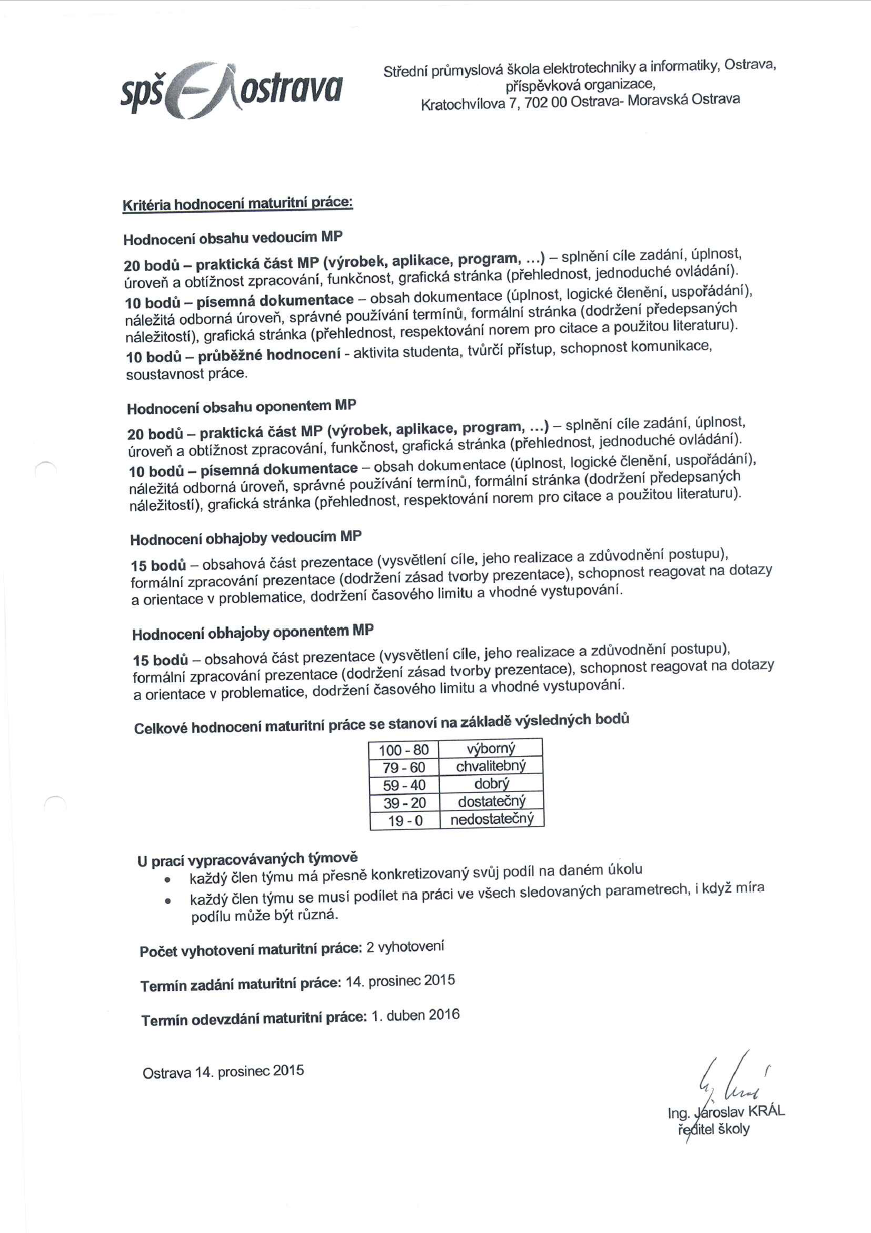 spš ostrava
Střední průmyslová škola elektrotechniky a informatiky, Ostrava,
příspěvková organizace,
Kratochvílova 7, 702 00 Ostrava- Moravská Ostrava
Kritéria hodnocení maturitní práce:
Hodnocení obsahu vedoucím MP
20 bodů – praktická část MP (výrobek, aplikace, program, ...) – splnění cíle zadání, úplnost,
úroveň a obtížnost zpracování, funkčnost, grafická stránka (přehlednost, jednoduché ovládání).
10 bodů – písemná dokumentace – obsah dokumentace (úplnost, logické členění, uspořádání),
náležitá odborná úroveň, správné používání termínů, formální stránka (dodržení předepsaných
náležitostí), grafická stránka (přehlednost, respektování norem pro citace a použitou literaturu).
10 bodů – průběžné hodnocení - aktivita studenta, tvůrčí přístup, schopnost komunikace,
soustavnost práce.
Hodnocení obsahu oponentem MP
20 bodů – praktická část MP (výrobek, aplikace, program, ...) – splnění cíle zadání, úplnost,
úroveň a obtížnost zpracování, funkčnost, grafická stránka (přehlednost, jednoduché ovládání).
10 bodů – písemná dokumentace – obsah dokumentace (úplnost, logické členění, uspořádání),
náležitá odborná úroveň, správné používání termínů, formální stránka (dodržení předepsaných
náležitostí), grafická stránka (přehlednost, respektování norem pro citace a použitou literaturu).
Hodnocení obhajoby vedoucím MP
15 bodů – obsahová část prezentace (vysvětlení cíle, jeho realizace a zdůvodnění postupu),
formální zpracování prezentace (dodržení zásad tvorby prezentace), schopnost reagovat na dotazy
a orientace v problematice, dodržení časového limitu a vhodné vystupování.
Hodnocení obhajoby oponentem MP
15 bodů – obsahová část prezentace (vysvětlení cíle, jeho realizace a zdůvodnění postupu),
formální zpracování prezentace (dodržení zásad tvorby prezentace), schopnost reagovat na dotazy
a orientace v problematice, dodržení časového limitu a vhodné vystupování.
Celkové hodnocení maturitní práce se stanoví na základě výsledných bodů
100 - 80 výborný
79 - 60 chvalitebný
59 - 40 dobrý
39 - 20 dostatečný
19 - 0 nedostatečný
U prací vypracovávaných týmově
• každý člen týmu má přesně konkretizovaný svůj podíl na daném úkolu
• každý člen týmu se musí podílet na práci ve všech sledovaných parametrech, i když míra
podílu může být různá.
Počet vyhotovení maturitní práce: 2 vyhotovení
Termín zadání maturitní práce: 14. prosinec 2015
Termín odevzdání maturitní práce: 1. duben 2016
Ostrava 14. prosinec 2015
Ing. Jaroslav KRÁL
ředitel školy